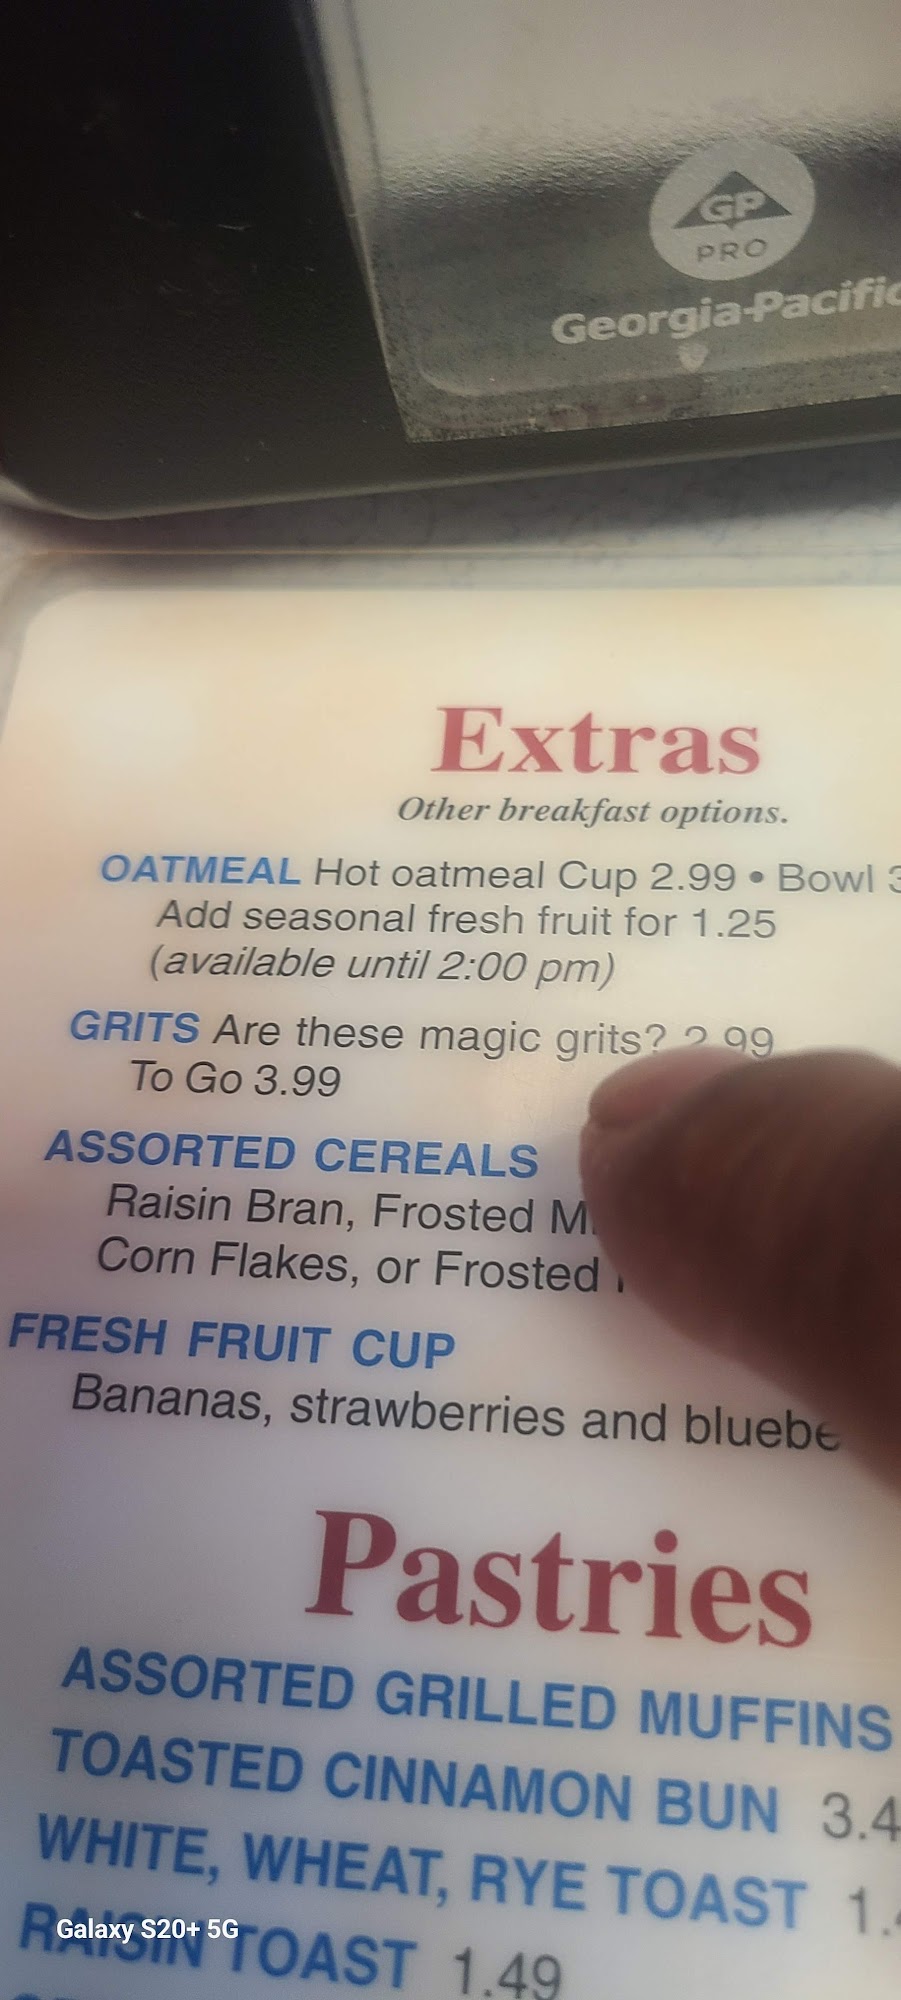 GP
PRO
Georgia-Pacific
Extras
Other breakfast options.
OATMEAL Hot oatmeal Cup 2.99 • Bowl
Add seasonal fresh fruit for 1.25
(available until 2:00 pm)
GRITS Are these magic grits? 2.99
To Go 3.99
ASSORTED CEREALS
Raisin Bran, Frosted
Corn Flakes, or Frosted
FRESH FRUIT CUP
Bananas, strawberries and
Pastries
ASSORTED GRILLED MUFFINS
TOASTED CINNAMON BUN
WHITE, WHEAT, RYE TOAST
RAISIN TOAST 1.49
Galaxy S20+ 5G